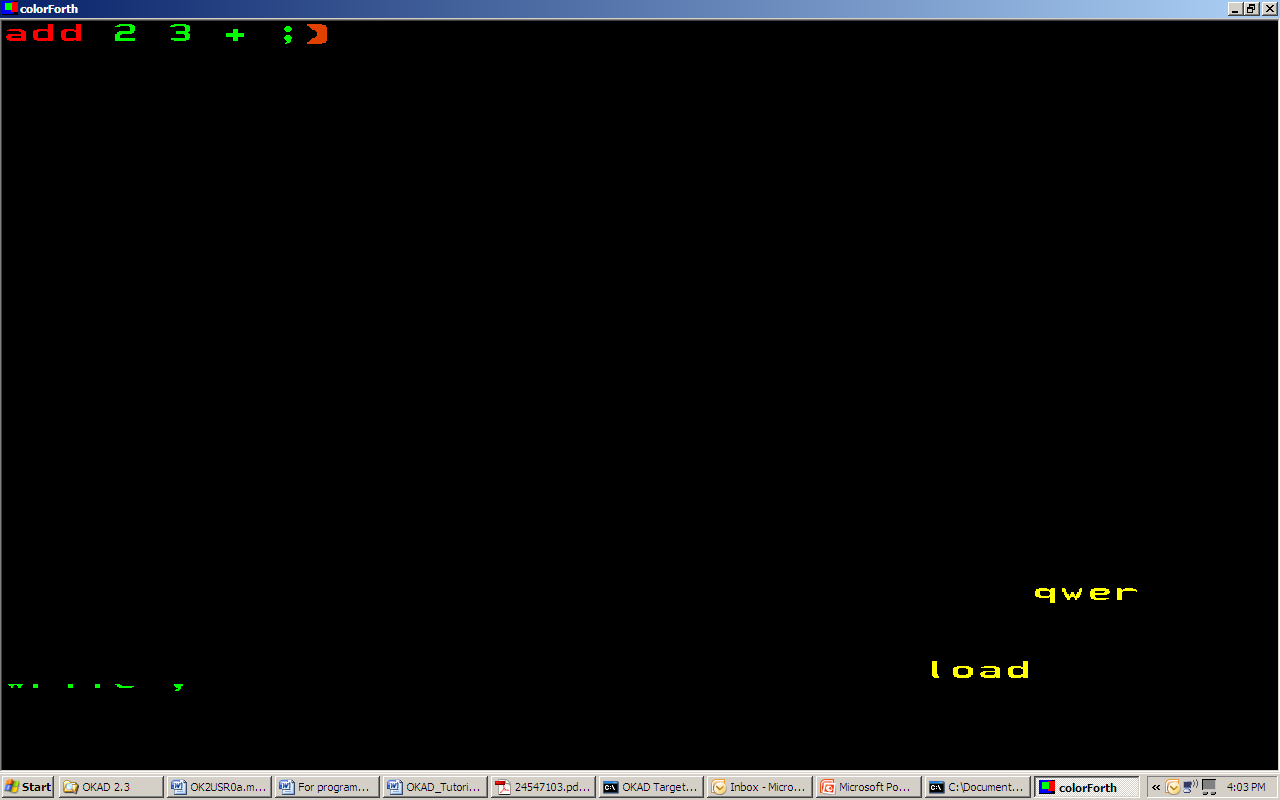 colorForth
add 2 3 + ;
qwer
load
Start OKAD 2.3 OK2USR0a.m... For program... OKAD_Tutori... 24547103.pd... OKAD Target... Inbox - Micro... Microsoft Po... C:\Document... colorForth « 4:03 PM